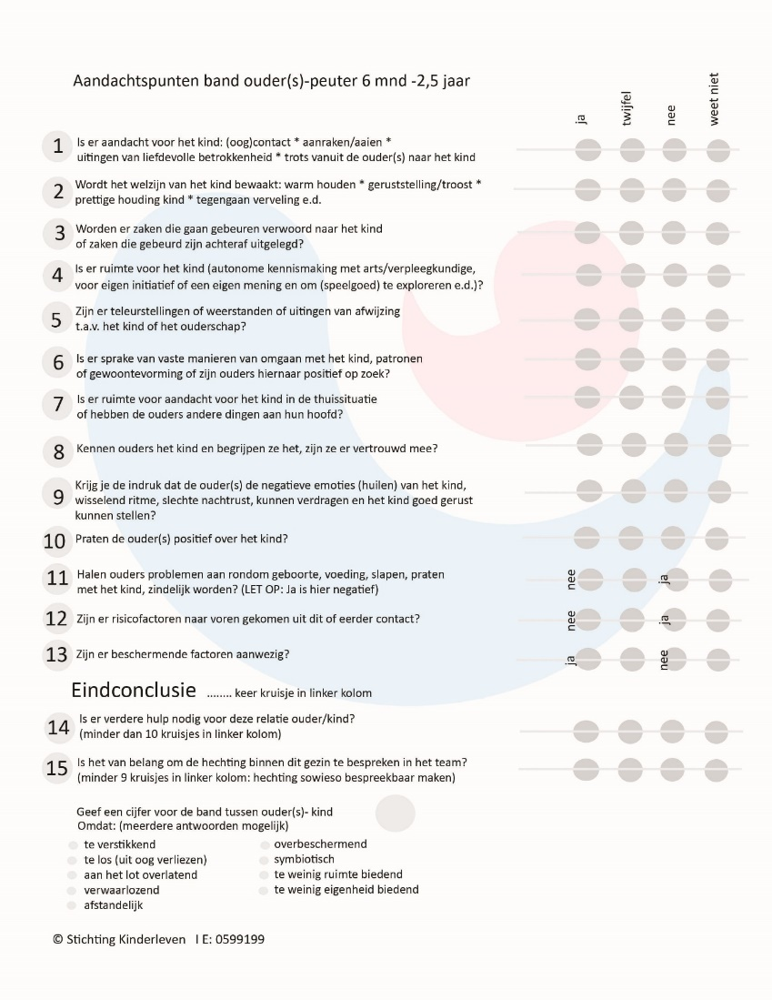 Aandachtspunten band ouder(s)-peuter 6 mnd -2,5 jaar
ja
twijfel
nee
weet niet
1 Is er aandacht voor het kind: (oog)contact * aanraken/aaien *
uitingen van liefdevolle betrokkenheid * trots vanuit de ouder(s) naar het kind
2 Wordt het welzijn van het kind bewaakt: warm houden * geruststelling/troost *
prettige houding kind * tegengaan verveling e.d.
3 Worden er zaken die gaan gebeuren verwoord naar het kind
of zaken die gebeurd zijn achteraf uitgelegd?
4 Is er ruimte voor het kind (autonome kennismaking met arts/verpleegkundige,
voor eigen initiatief of een eigen mening en om (speelgoed) te exploreren e.d.)?
5 Zijn er teleurstellingen of weerstanden of uitingen van afwijzing
t.a.v. het kind of het ouderschap?
6 Is er sprake van vaste manieren van omgaan met het kind, patronen
of gewoontevorming of zijn ouders hiernaar positief op zoek?
7 Is er ruimte voor aandacht voor het kind in de thuissituatie
of hebben de ouders andere dingen aan hun hoofd?
8 Kennen ouders het kind en begrijpen ze het, zijn ze er vertrouwd mee?
9 Krijg je de indruk dat de ouder(s) de negatieve emoties (huilen) van het kind,
wisselend ritme, slechte nachtrust, kunnen verdragen en het kind goed gerust
kunnen stellen?
10 Praten de ouder(s) positief over het kind?
11 Halen ouders problemen aan rondom geboorte, voeding, slapen, praten
met het kind, zindelijk worden? (LET OP: Ja is hier negatief)
nee ja
12 Zijn er risicofactoren naar voren gekomen uit dit of eerder contact?
nee ja
13 Zijn er beschermende factoren aanwezig?
ja nee
Eindconclusie ........ keer kruisje in linker kolom
14 Is er verdere hulp nodig voor deze relatie ouder/kind?
(minder dan 10 kruisjes in linker kolom)
15 Is het van belang om de hechting binnen dit gezin te bespreken in het team?
(minder 9 kruisjes in linker kolom: hechting sowieso bespreekbaar maken)
Geef een cijfer voor de band tussen ouder(s)- kind
Omdat: (meerdere antwoorden mogelijk)
te verstikkend
te los (uit oog verliezen)
aan het lot overlatend
verwaarlozend
afstandelijk
overbeschermend
symbiotisch
te weinig ruimte biedend
te weinig eigenheid biedend
© Stichting Kinderleven I E: 0599199